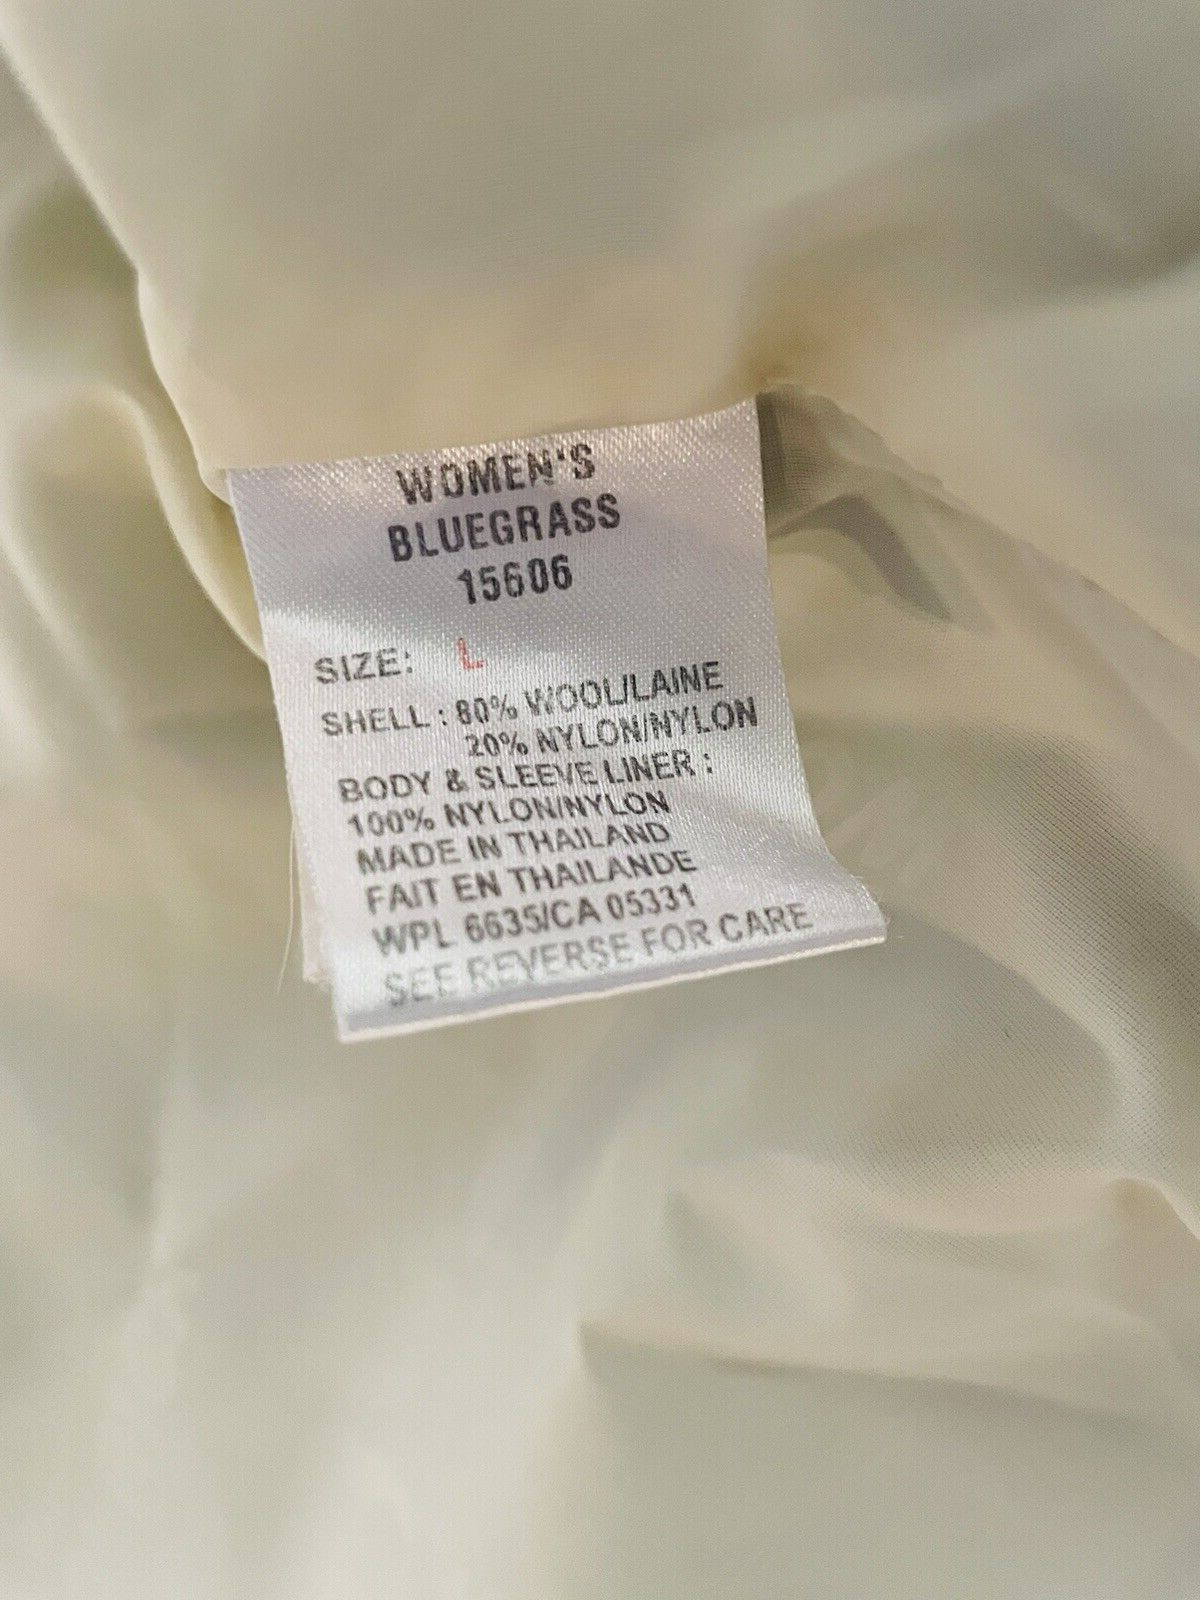 WOMEN'S
BLUEGRASS
15606
SIZE: L
SHELL : 80% WOOL/LAINE
20% NYLON/NYLON
BODY & SLEEVE LINER :
100% NYLON/NYLON
MADE IN THAILAND
FAIT EN THAILANDE
WPL 6635/CA 05331
SEE REVERSE FOR CARE